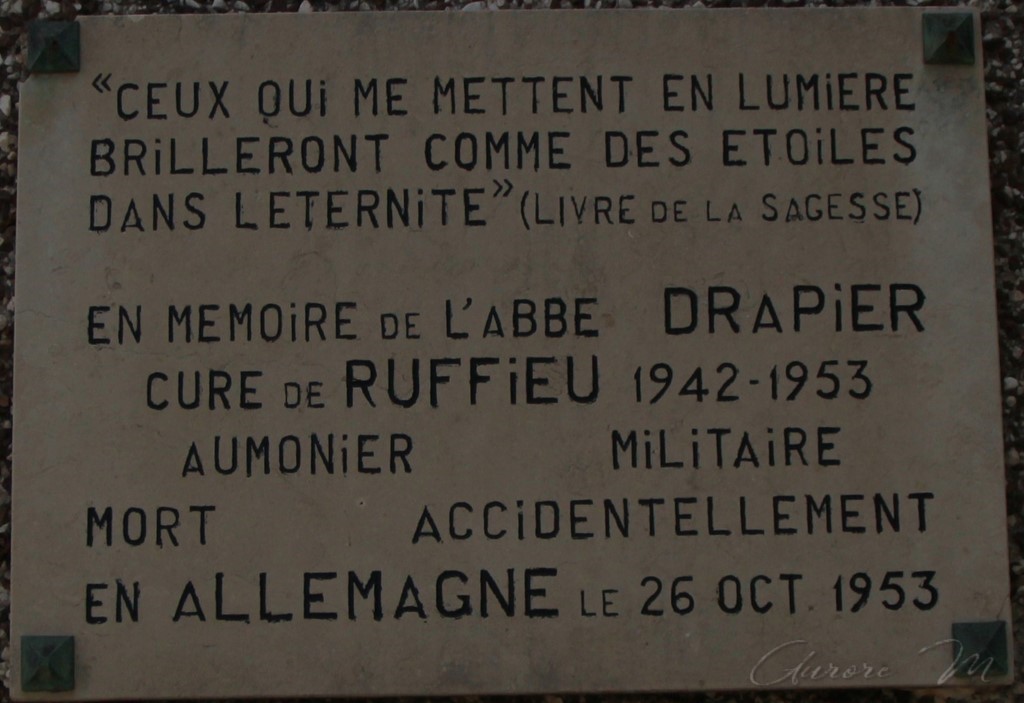 «CEUX QUi ME METTENT EN LUMiERE
BRiLLERONT COMME DES ETOiLES
DANS LETERNiTE» (LIVRE DE LA SAGESSE)
EN MEMOiRE DE L'ABBE DRAPiER
CURE DE RUFFiEU 1942-1953
AUMONiER MiLiTAiRE
MORT ACCiDENTELLEMENT
EN ALLEMAGNE LE 26 OCT. 1953
Aurore M